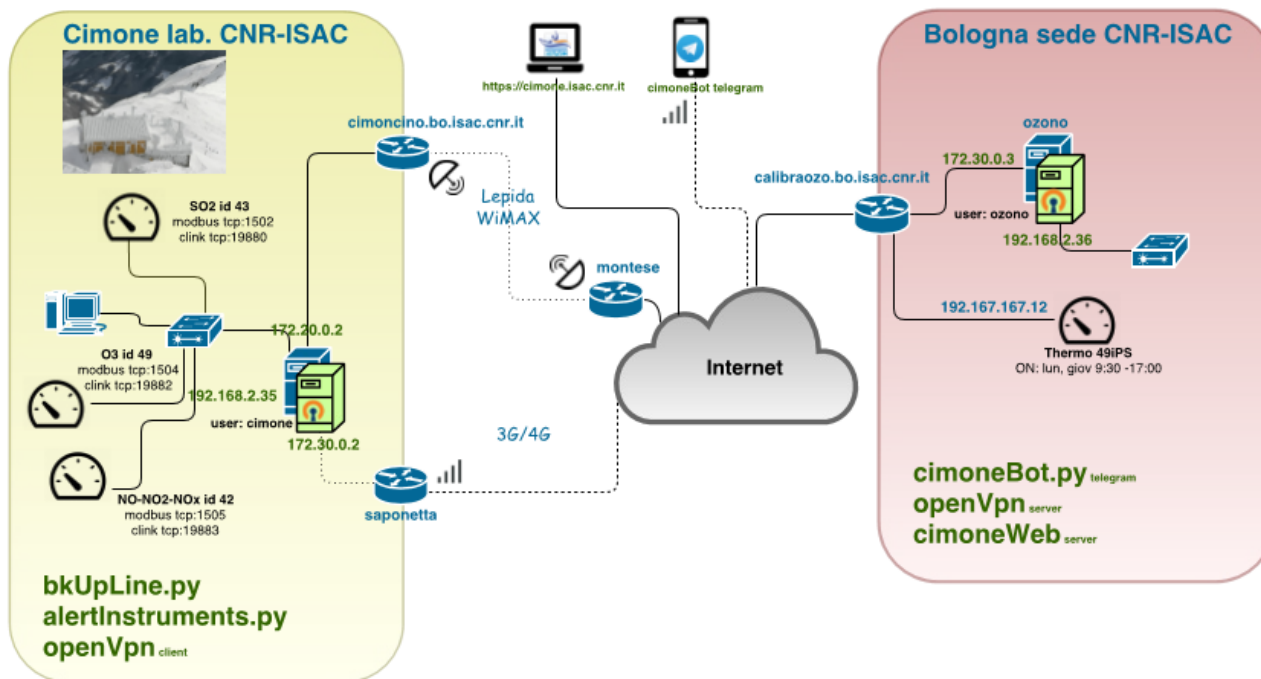 Cimone lab. CNR-ISAC
SO2 id 43
modbus tcp:1502
clink tcp:19880
O3 id 49
modbus tcp:1504
clink tcp:19882
172.20.0.2
192.168.2.35
user: cimone
172.30.0.2
NO-NO2-NOx id 42
modbus tcp:1505
clink tcp:19883
bkUpLine.py
alertInstruments.py
openVpn client
cimoncino.bo.isac.cnr.it
Lepida
WiMAX
montese
3G/4G
saponetta
https://cimone.isac.cnr.it
cimoneBot telegram
Internet
Bologna sede CNR-ISAC
ozono
172.30.0.3
calibraozo.bo.isac.cnr.it
user: ozono
192.168.2.36
192.167.167.12
Thermo 49iPS
ON: lun, giov 9:30 -17:00
cimoneBot.py telegram
openVpn server
cimoneWeb server